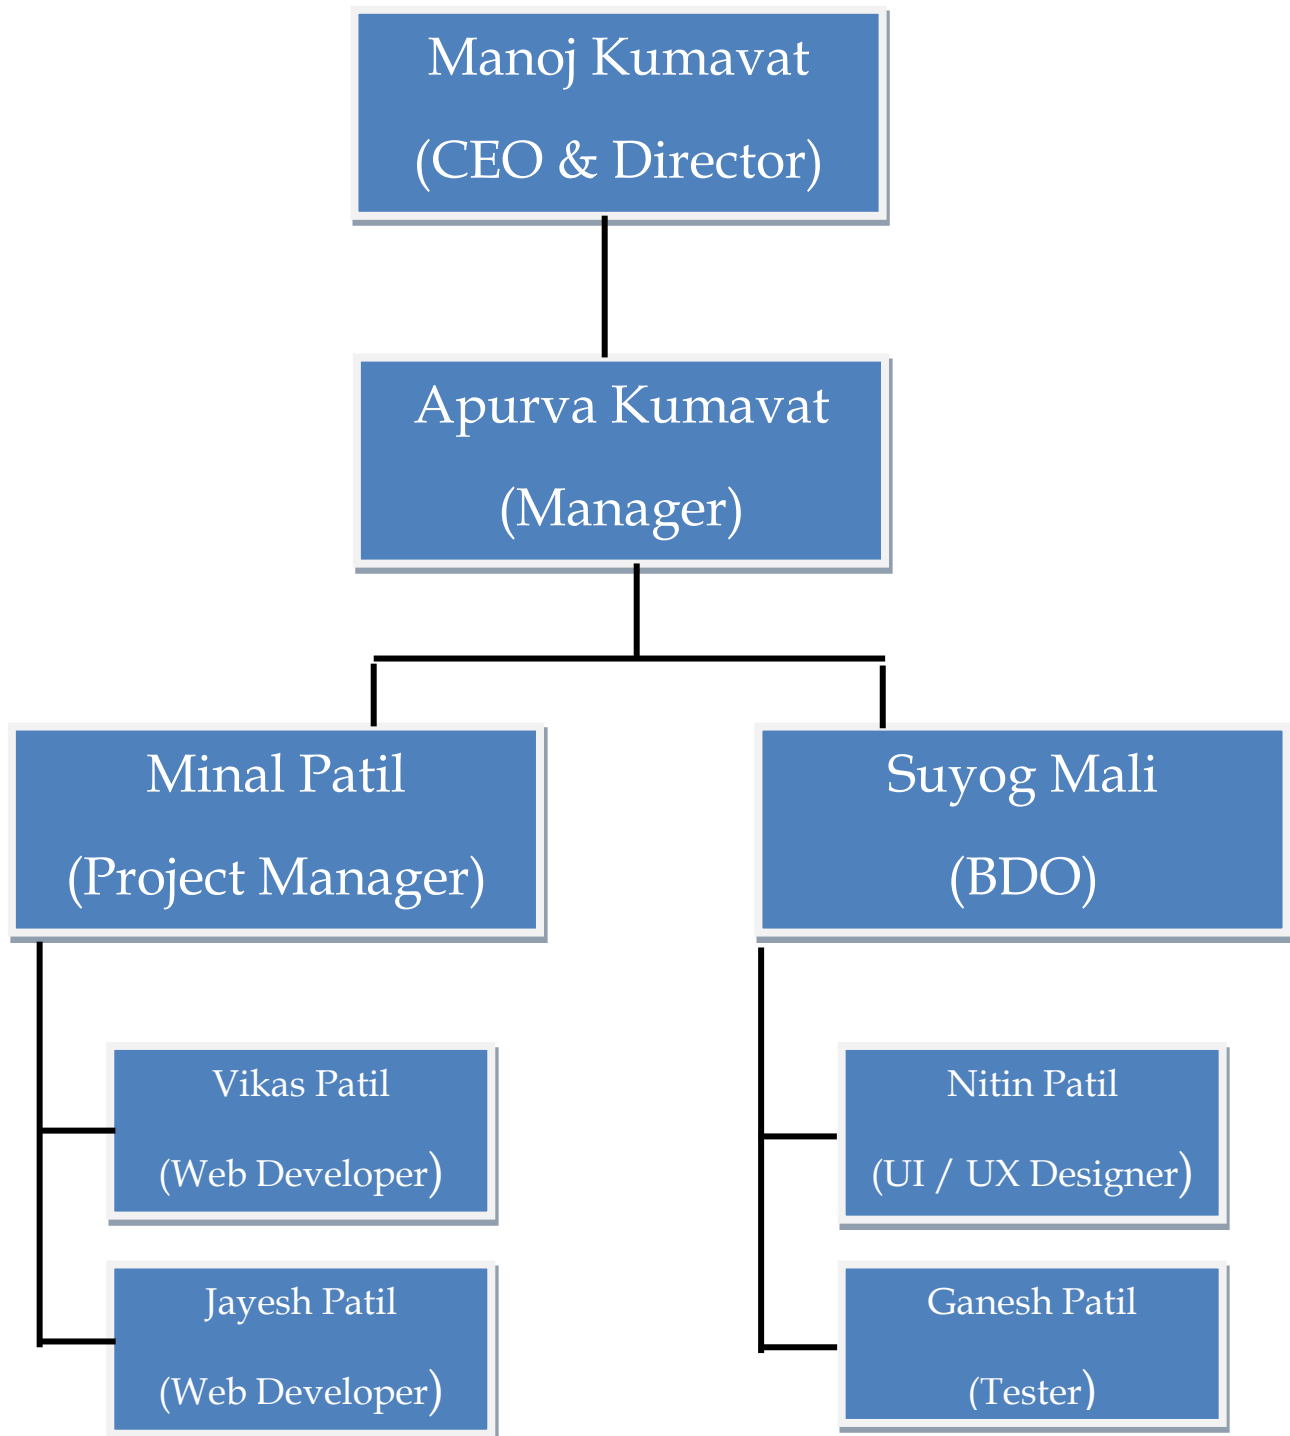 Manoj Kumavat
(CEO & Director)
Apurva Kumavat
(Manager)
Minal Patil
(Project Manager)
Suyog Mali
(BDO)
Vikas Patil
(Web Developer)
Jayesh Patil
(Web Developer)
Nitin Patil
(UI / UX Designer)
Ganesh Patil
(Tester)